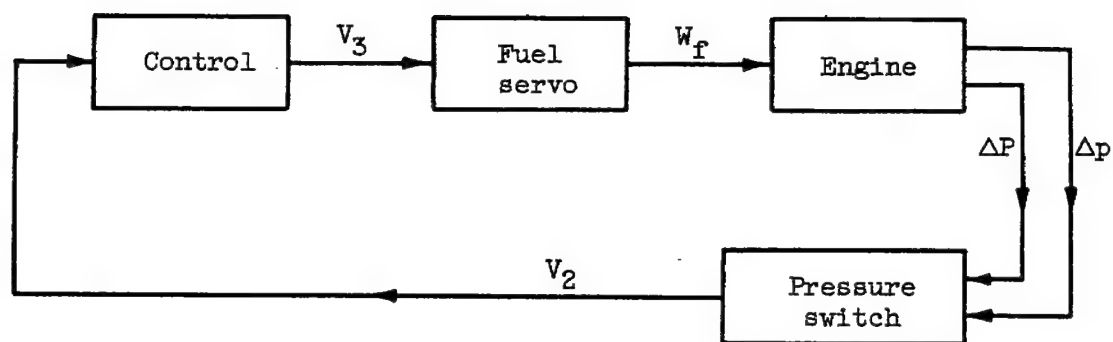 Control
V3
Fuel
servo
Wf
Engine
ΔP
Δp
V2
Pressure
switch